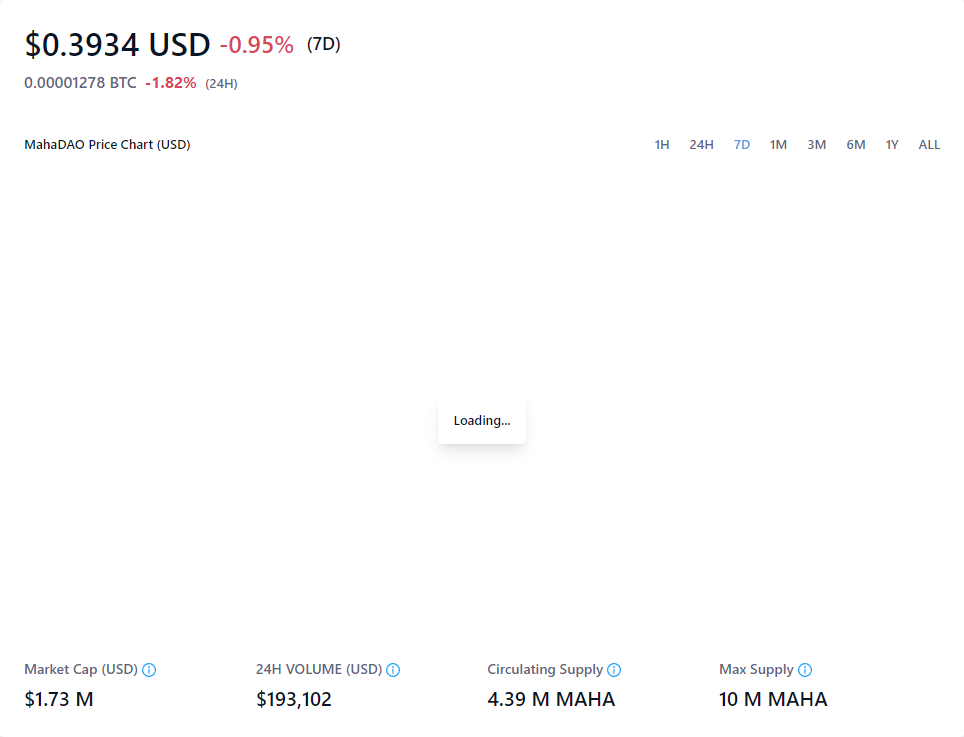 $0.3934 USD -0.95% (7D)
0.00001278 BTC -1.82% (24H)
MahaDAO Price Chart (USD) 1H 24H 7D 1M 3M 6M 1Y ALL
Loading...
Market Cap (USD) 24H VOLUME (USD) Circulating Supply Max Supply
$1.73 M $193,102 4.39 M MAHA 10 M MAHA